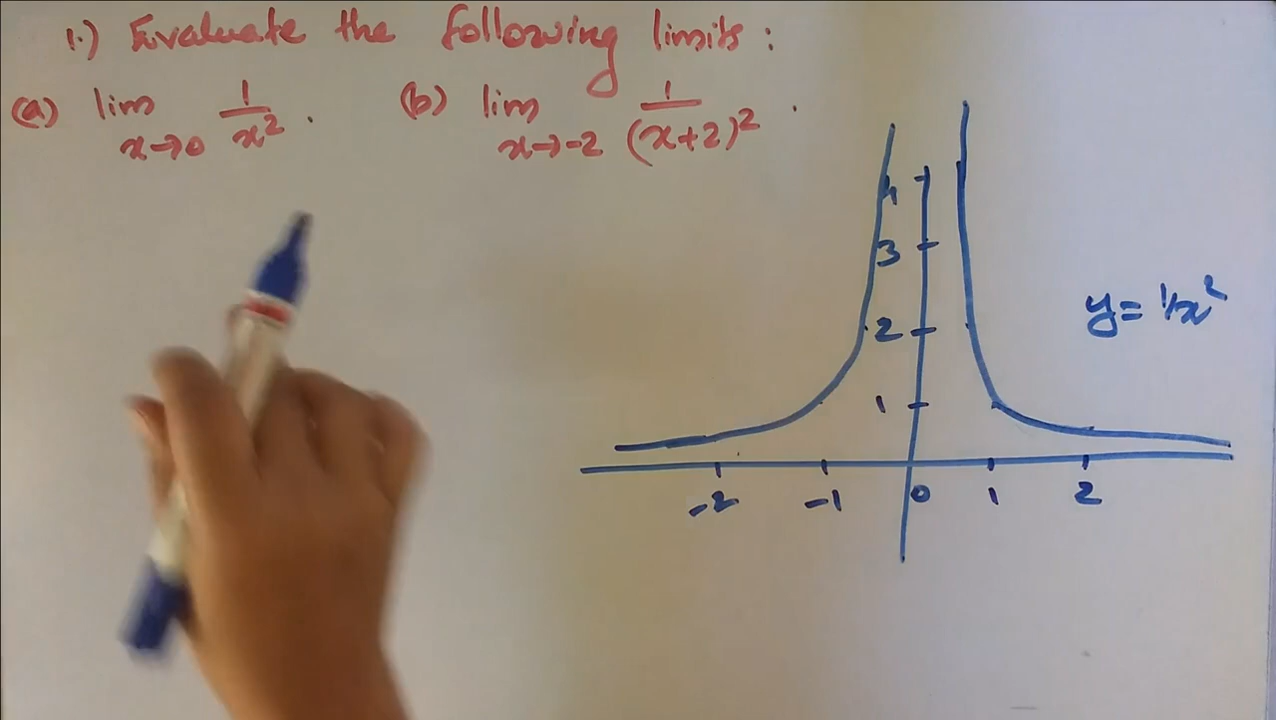 1.) Evaluate the following limits :
(a) lim x→0 1/x² . (b) lim x→-2 1/(x+2)² .
4
3
y = 1/x²
2
1
-2 -1 0 1 2